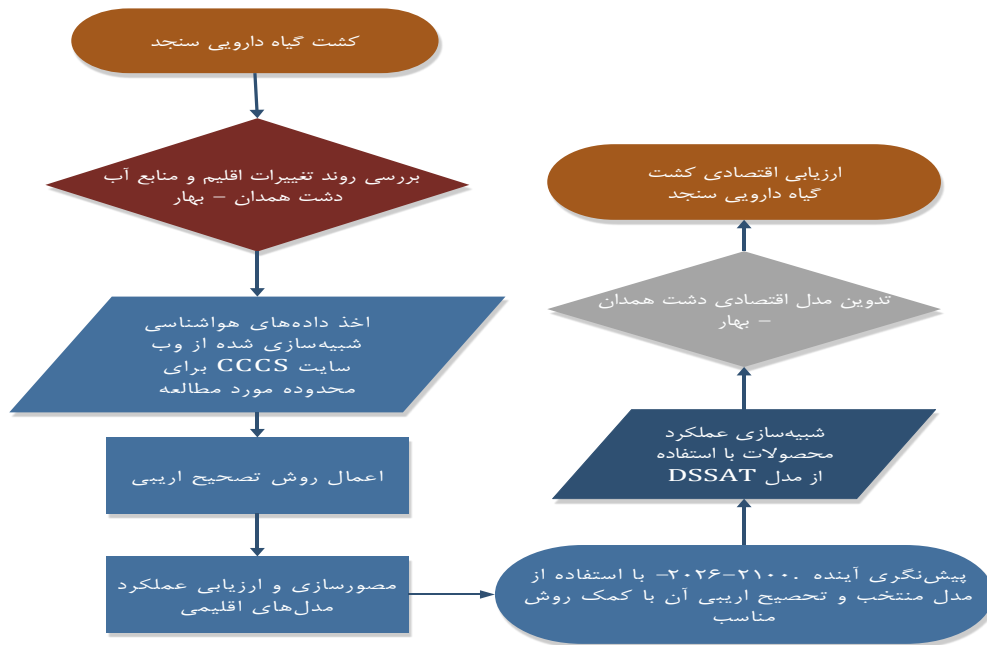 کشت گیاه دارویی سنجد
بررسی روند تغییرات اقلیم و منابع آب
دشت همدان – بهار
اخذ داده‌های هواشناسی
شبیه‌سازی شده از وب
سایت CCCS برای
محدوده مورد مطالعه
اعمال روش تصحیح اریبی
مصورسازی و ارزیابی عملکرد
مدل‌های اقلیمی
پیش‌نگری آینده .۲۱۰۰-۲۰۲۶- با استفاده از
مدل منتخب و تحصیح اریبی آن با کمک روش
مناسب
شبیه‌سازی عملکرد
محصولات با استفاده
از مدل DSSAT
تدوین مدل اقتصادی دشت همدان
– بهار
ارزیابی اقتصادی کشت
گیاه دارویی سنجد